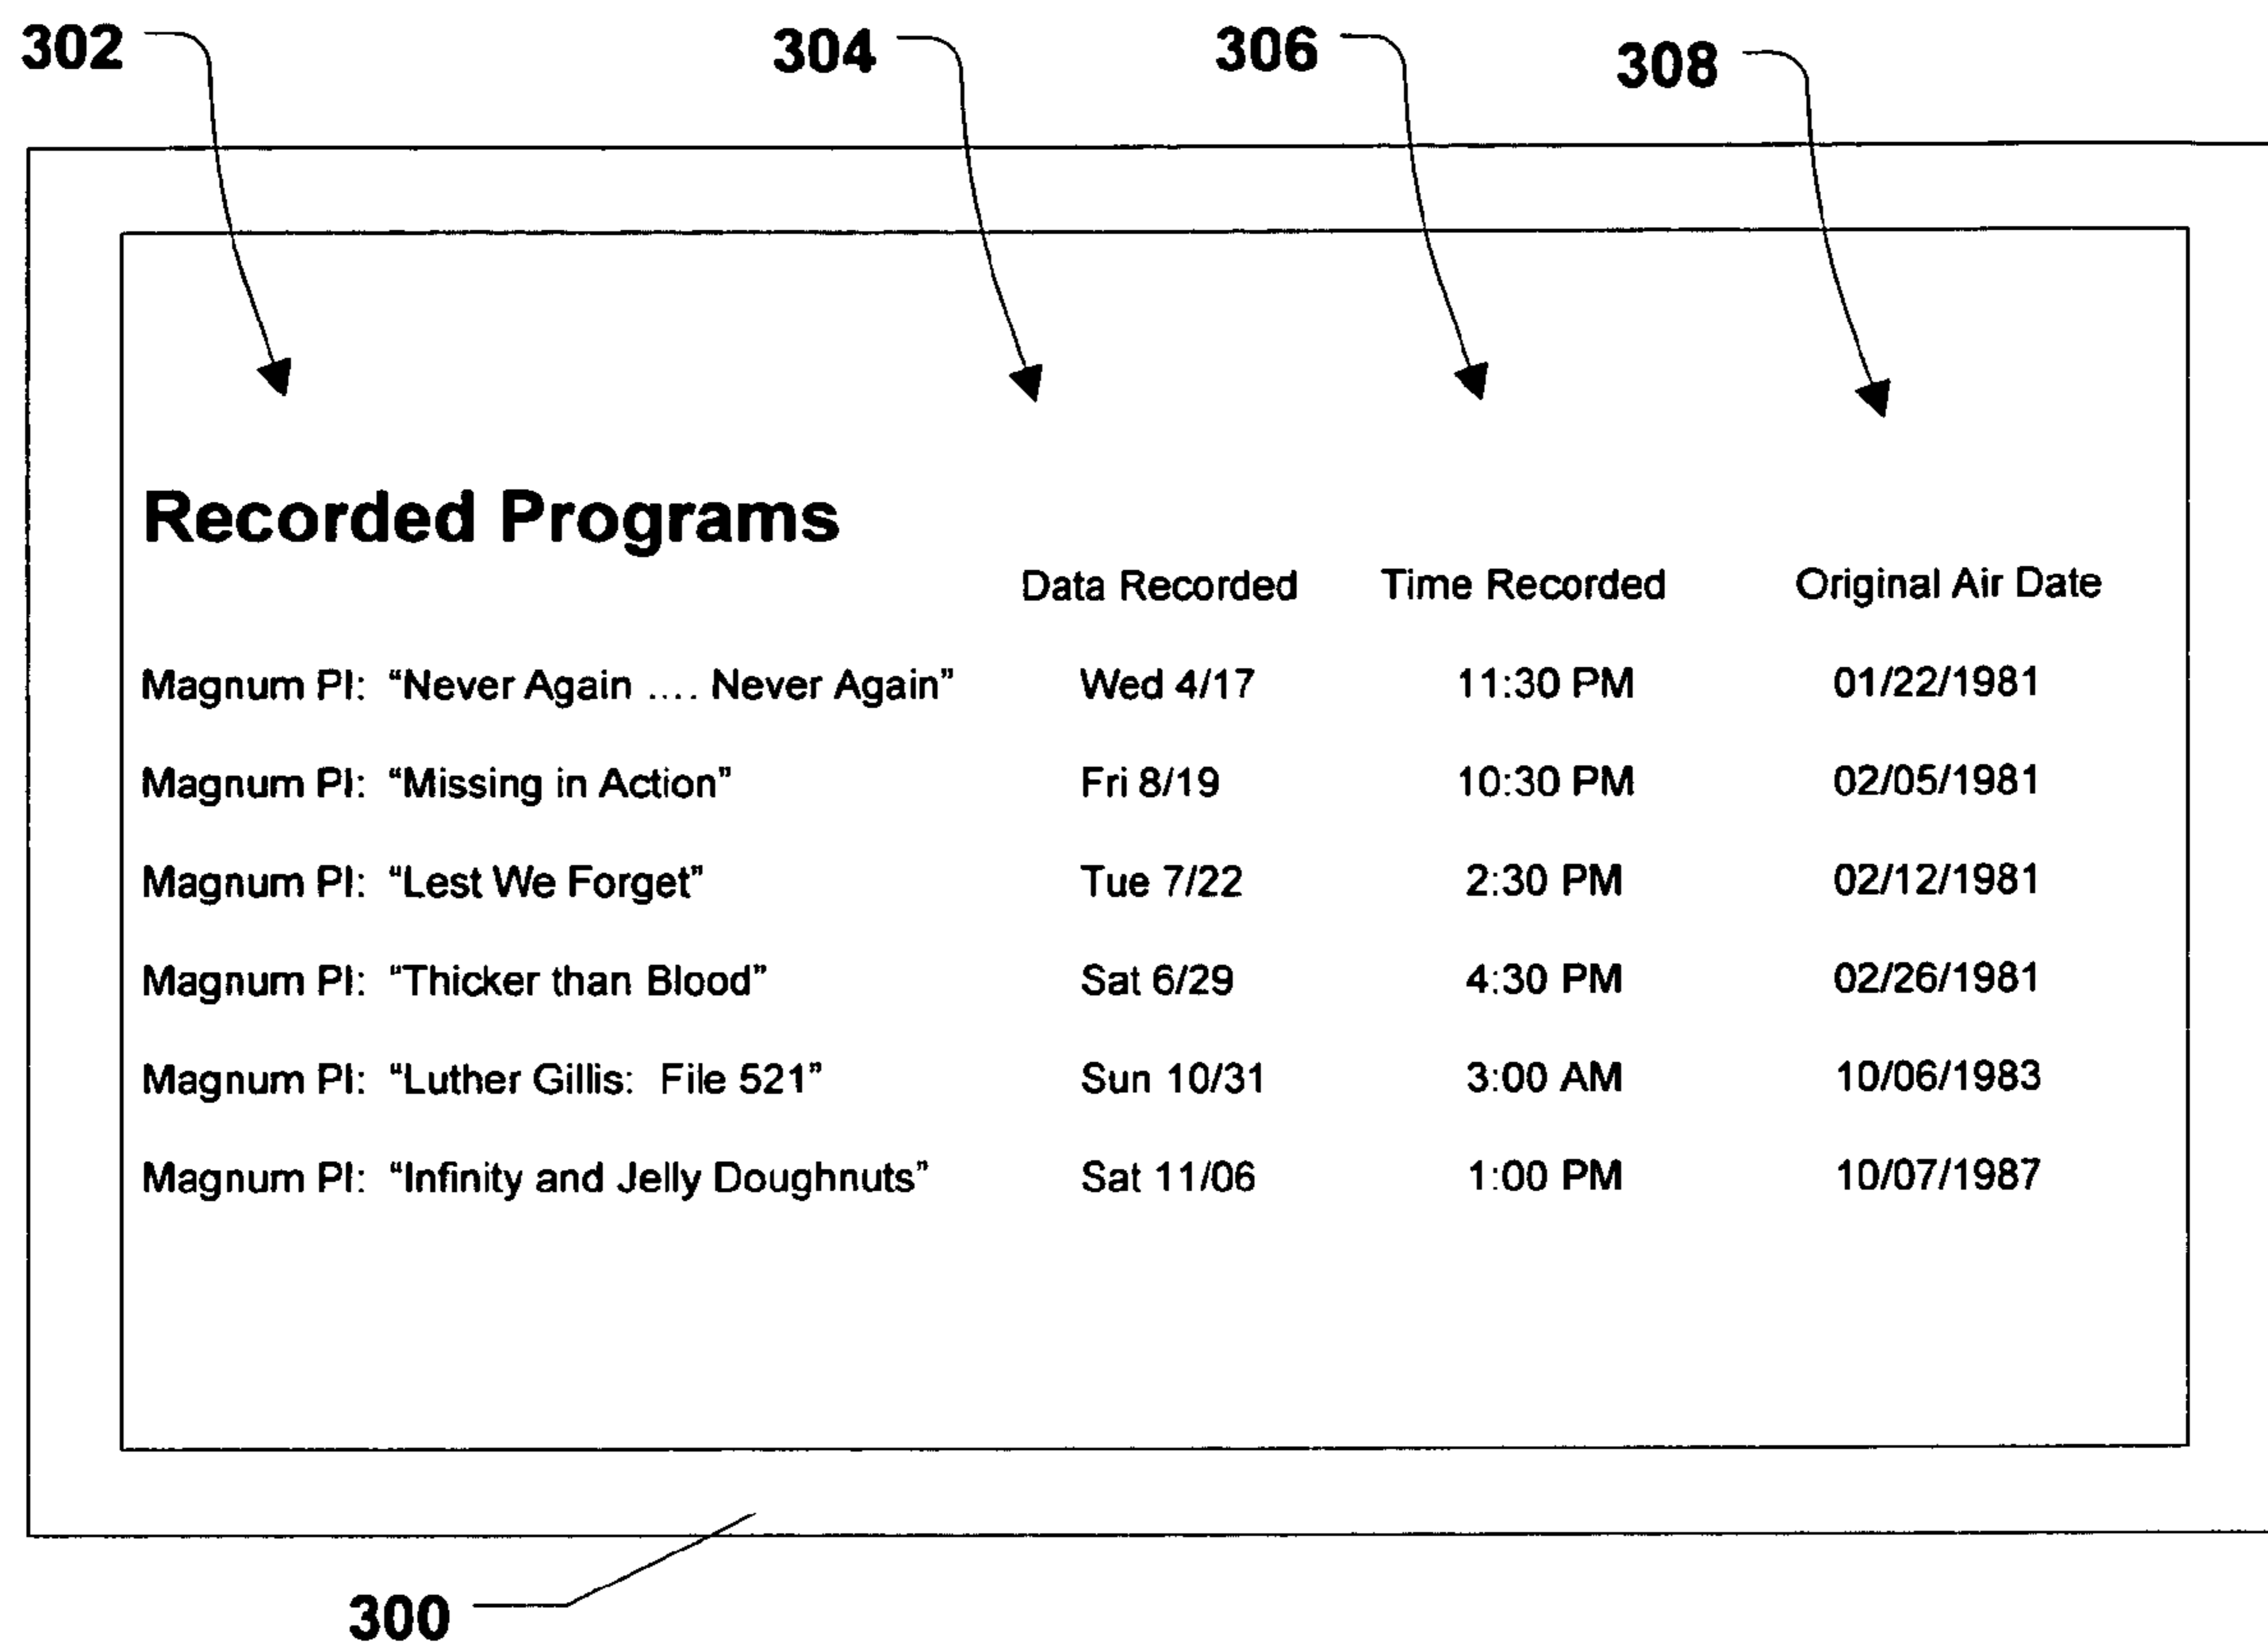 302 304 306 308
Recorded Programs
Data Recorded Time Recorded Original Air Date
Magnum PI: “Never Again .... Never Again” Wed 4/17 11:30 PM 01/22/1981
Magnum PI: “Missing in Action” Fri 8/19 10:30 PM 02/05/1981
Magnum PI: “Lest We Forget” Tue 7/22 2:30 PM 02/12/1981
Magnum PI: “Thicker than Blood” Sat 6/29 4:30 PM 02/26/1981
Magnum PI: “Luther Gillis: File 521” Sun 10/31 3:00 AM 10/06/1983
Magnum PI: “Infinity and Jelly Doughnuts” Sat 11/06 1:00 PM 10/07/1987
300